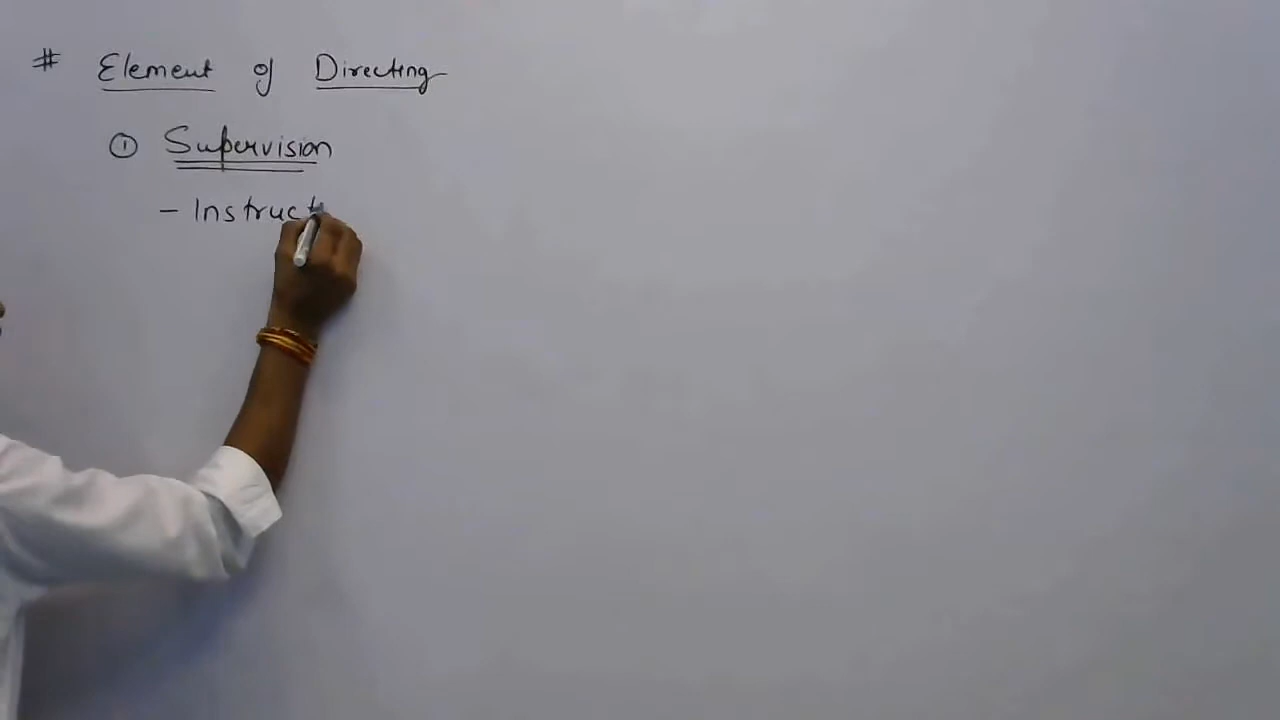 # Element of Directing
① Supervision
- Instruct